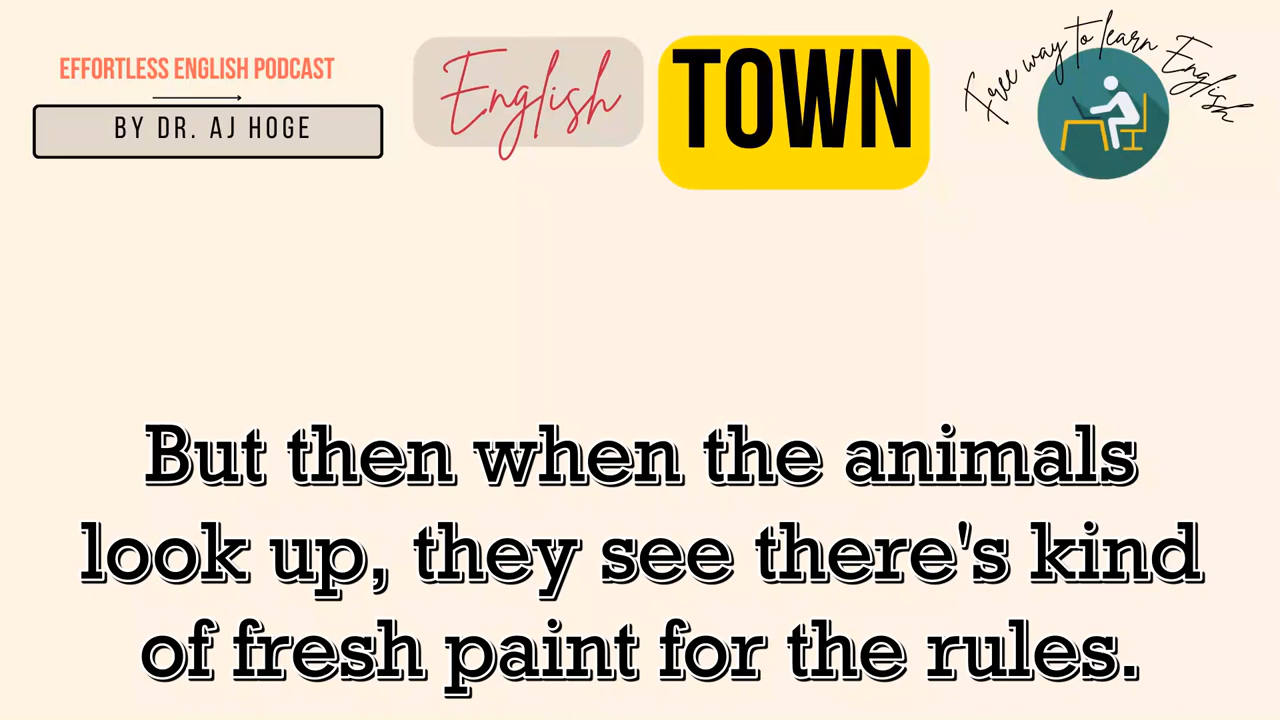 EFFORTLESS ENGLISH PODCAST
BY DR. AJ HOGE
English
TOWN
Free way to learn English
But then when the animals
look up, they see there's kind
of fresh paint for the rules.